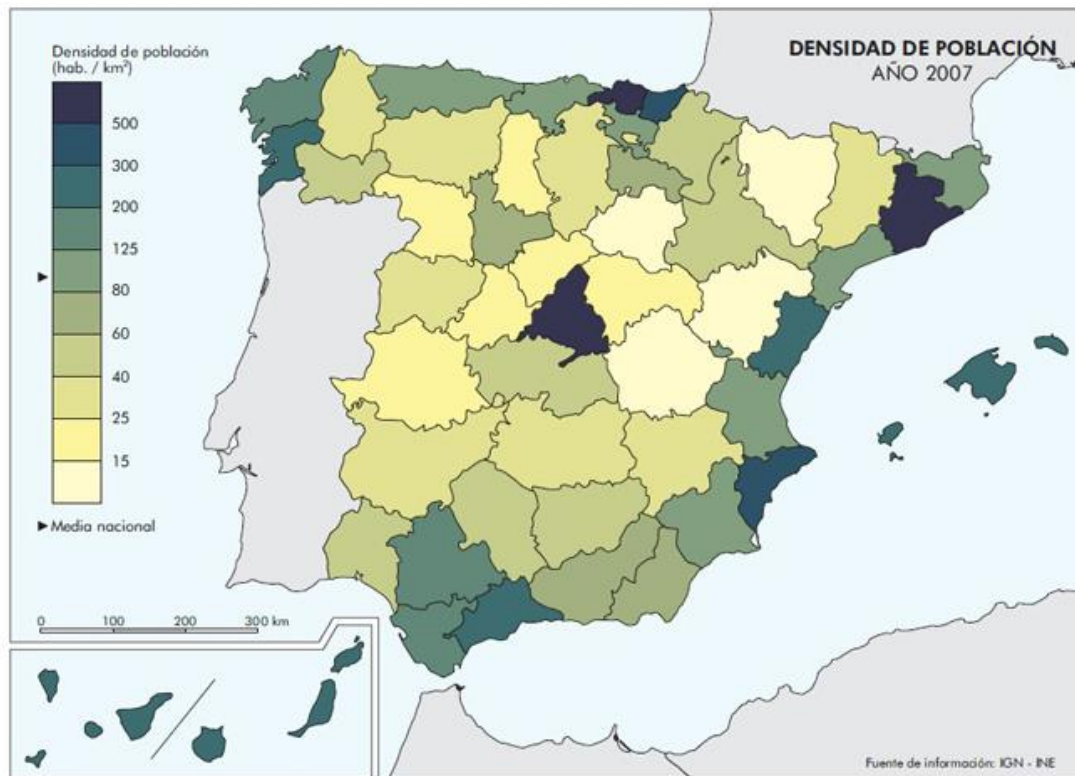 DENSIDAD DE POBLACIÓN
AÑO 2007
Densidad de población
(hab. / km²)
500
300
200
125
80
60
40
25
15
▶ Media nacional
0 100 200 300 km
Fuente de información: IGN - INE